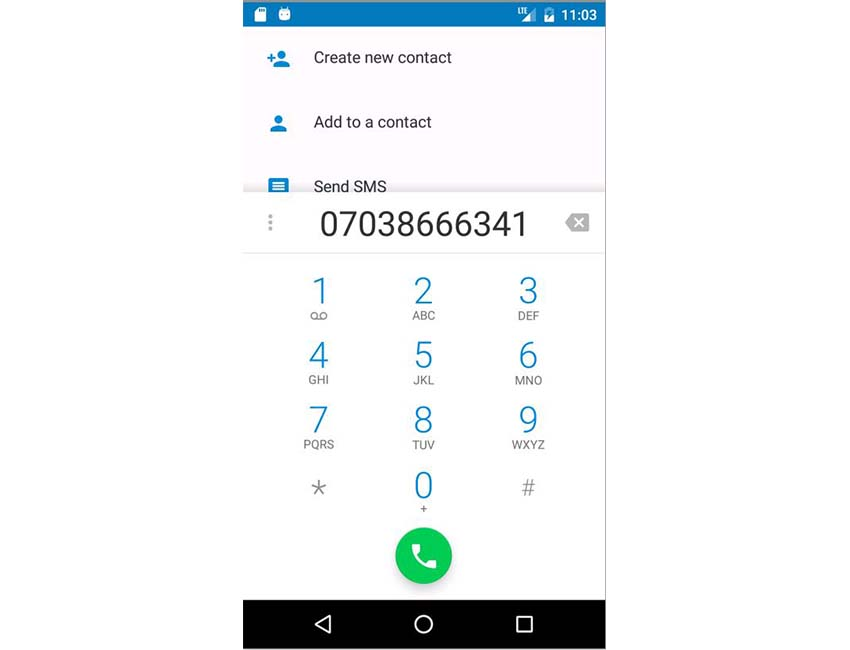 LTE 11:03
Create new contact
Add to a contact
Send SMS
07038666341
1 2 3
ABC DEF
4 5 6
GHI JKL MNO
7 8 9
PQRS TUV WXYZ
* 0 #
+